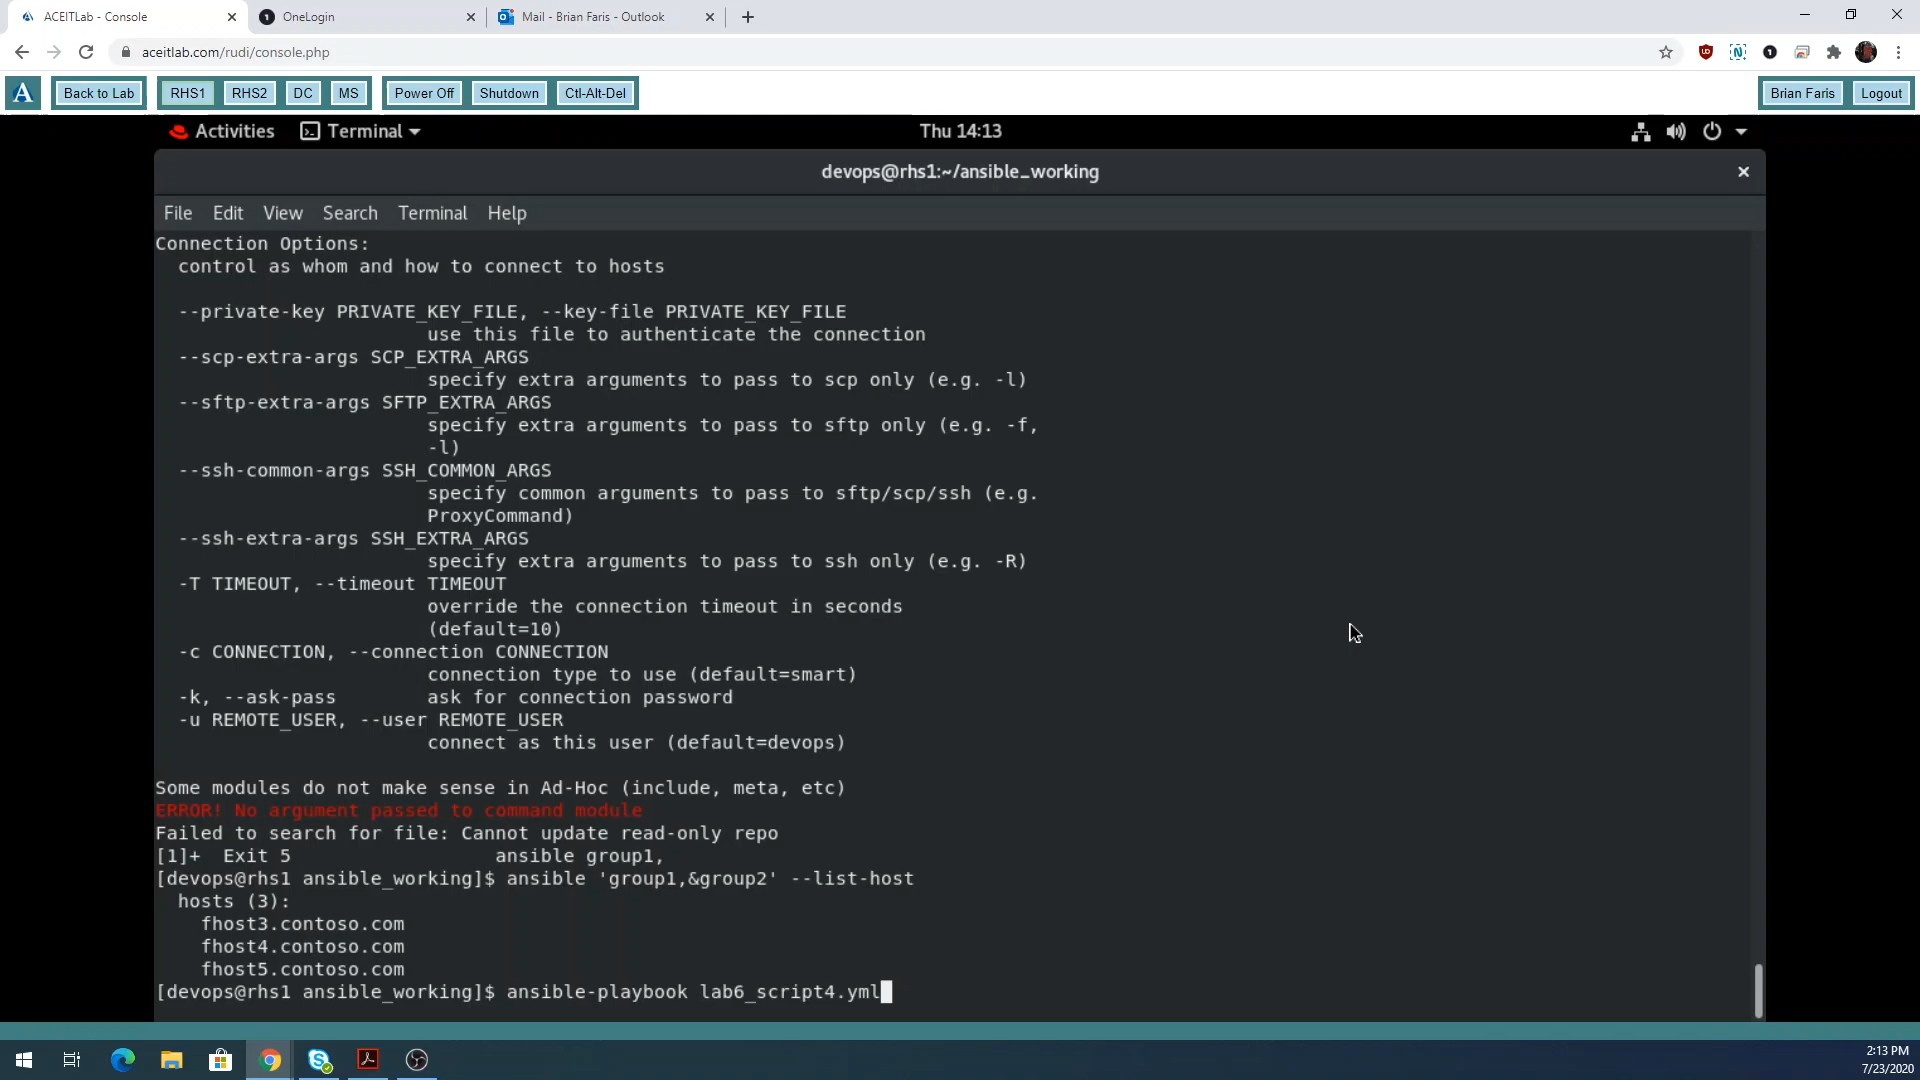 ACEITLab - Console
OneLogin
Mail - Brian Faris - Outlook
aceitlab.com/rudi/console.php
Back to Lab
RHS1
RHS2
DC
MS
Power Off
Shutdown
Ctl-Alt-Del
Brian Faris
Logout
Activities
Terminal
Thu 14:13
devops@rhs1:~/ansible_working
File Edit View Search Terminal Help
Connection Options:
control as whom and how to connect to hosts
--private-key PRIVATE_KEY_FILE, --key-file PRIVATE_KEY_FILE
use this file to authenticate the connection
--scp-extra-args SCP_EXTRA_ARGS
specify extra arguments to pass to scp only (e.g. -l)
--sftp-extra-args SFTP_EXTRA_ARGS
specify extra arguments to pass to sftp only (e.g. -f,
-l)
--ssh-common-args SSH_COMMON_ARGS
specify common arguments to pass to sftp/scp/ssh (e.g.
ProxyCommand)
--ssh-extra-args SSH_EXTRA_ARGS
specify extra arguments to pass to ssh only (e.g. -R)
-T TIMEOUT, --timeout TIMEOUT
override the connection timeout in seconds
(default=10)
-c CONNECTION, --connection CONNECTION
connection type to use (default=smart)
-k, --ask-pass ask for connection password
-u REMOTE_USER, --user REMOTE_USER
connect as this user (default=devops)
Some modules do not make sense in Ad-Hoc (include, meta, etc)
ERROR! No argument passed to command module
Failed to search for file: Cannot update read-only repo
[1]+ Exit 5 ansible group1,
[devops@rhs1 ansible_working]$ ansible 'group1,&group2' --list-host
hosts (3):
fhost3.contoso.com
fhost4.contoso.com
fhost5.contoso.com
[devops@rhs1 ansible_working]$ ansible-playbook lab6_script4.yml
2:13 PM
7/23/2020